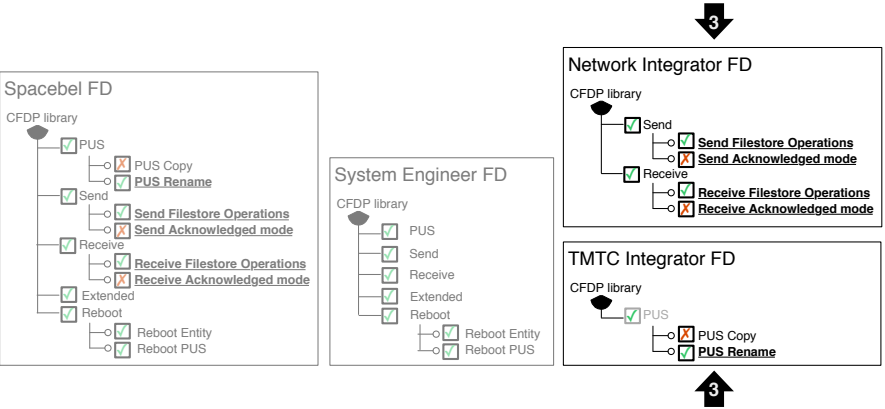 3
Spacebel FD
CFDP library
PUS
PUS Copy
PUS Rename
Send
Send Filestore Operations
Send Acknowledged mode
Receive
Receive Filestore Operations
Receive Acknowledged mode
Extended
Reboot
Reboot Entity
Reboot PUS
System Engineer FD
CFDP library
PUS
Send
Receive
Extended
Reboot
Reboot Entity
Reboot PUS
Network Integrator FD
CFDP library
Send
Send Filestore Operations
Send Acknowledged mode
Receive
Receive Filestore Operations
Receive Acknowledged mode
TMTC Integrator FD
CFDP library
PUS
PUS Copy
PUS Rename
3